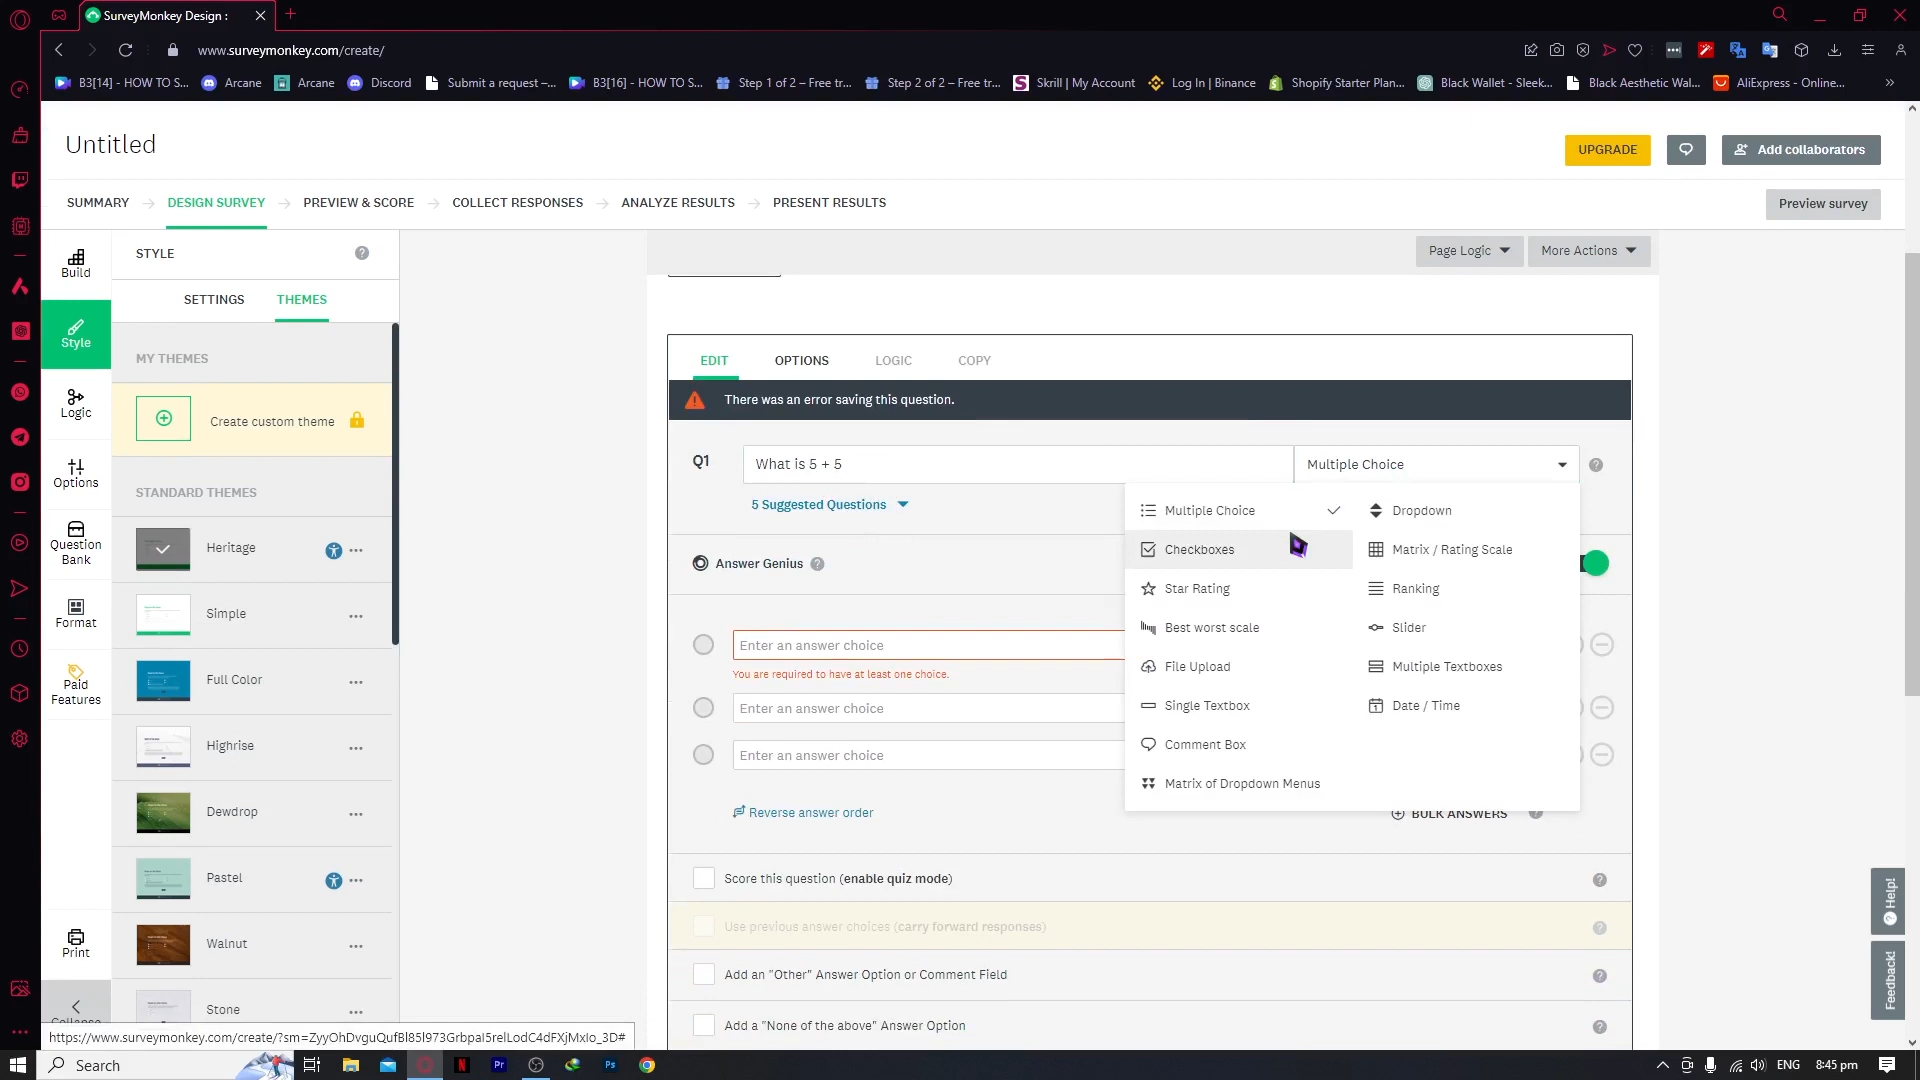 SurveyMonkey Design :
www.surveymonkey.com/create/
B3[14] - HOW TO S...
Arcane
Arcane
Discord
Submit a request –...
B3[16] - HOW TO S...
Step 1 of 2 – Free tr...
Step 2 of 2 – Free tr...
Skrill | My Account
Log In | Binance
Shopify Starter Plan,...
Black Wallet - Sleek...
Black Aesthetic Wal...
AliExpress - Online...
Untitled
UPGRADE
Add collaborators
SUMMARY
DESIGN SURVEY
PREVIEW & SCORE
COLLECT RESPONSES
ANALYZE RESULTS
PRESENT RESULTS
Preview survey
Build
Style
Logic
Options
Question
Bank
Format
Paid
Features
Print
Collapse
STYLE
SETTINGS
THEMES
MY THEMES
Create custom theme
STANDARD THEMES
Heritage
Simple
Full Color
Highrise
Dewdrop
Pastel
Walnut
Stone
Page Logic
More Actions
EDIT
OPTIONS
LOGIC
COPY
There was an error saving this question.
Q1
What is 5 + 5
Multiple Choice
5 Suggested Questions
Answer Genius
Multiple Choice
Dropdown
Checkboxes
Matrix / Rating Scale
Star Rating
Ranking
Best worst scale
Slider
File Upload
Multiple Textboxes
Single Textbox
Date / Time
Comment Box
Matrix of Dropdown Menus
Enter an answer choice
You are required to have at least one choice.
Enter an answer choice
Enter an answer choice
Reverse answer order
BULK ANSWERS
Score this question (enable quiz mode)
Use previous answer choices (carry forward responses)
Add an "Other" Answer Option or Comment Field
Add a "None of the above" Answer Option
Help!
Feedback!
https://www.surveymonkey.com/create/?sm=ZyyOhDvguQufBl85l973GrbpaI5relLodC4dFXjMxIo_3D#
Search
ENG
8:45 pm